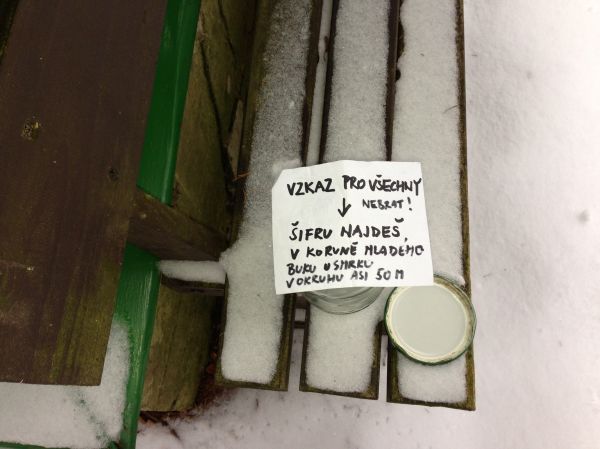 VZKAZ PRO VŠECHNY
↓ NEBRAT!
ŠIFRU NAJDEŠ,
V KORUNĚ MLADÉHO
BUKU U SMRKU
V OKRUHU ASI 50 M